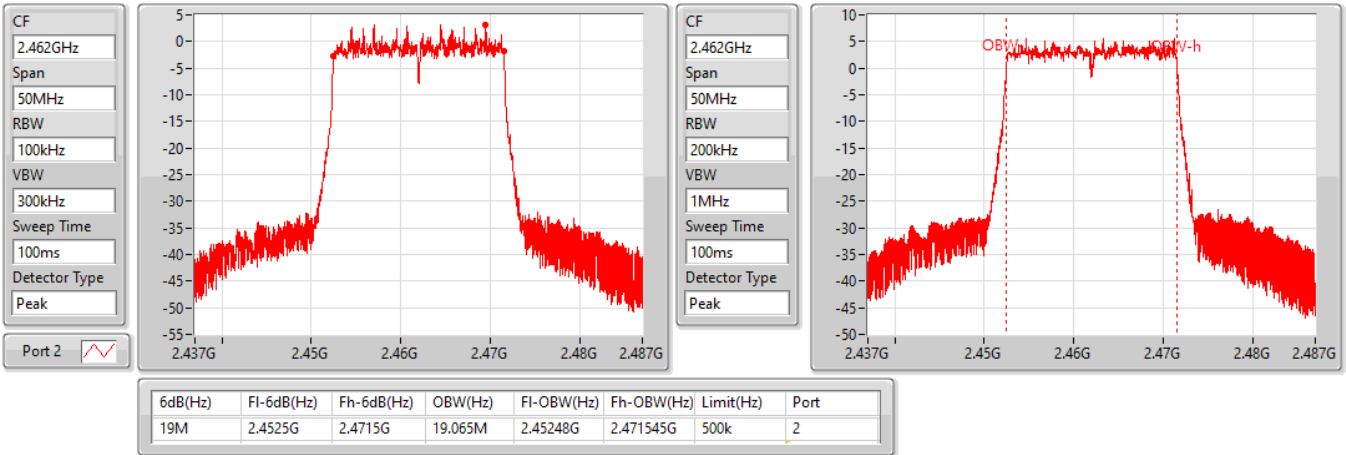 CF
2.462GHz
Span
50MHz
RBW
100kHz
VBW
300kHz
Sweep Time
100ms
Detector Type
Peak
Port 2
5
0
-5
-10
-15
-20
-25
-30
-35
-40
-45
-50
-55
2.437G 2.45G 2.46G 2.47G 2.48G 2.487G
CF
2.462GHz
Span
50MHz
RBW
200kHz
VBW
1MHz
Sweep Time
100ms
Detector Type
Peak
10
5
0
-5
-10
-15
-20
-25
-30
-35
-40
-45
-50
OBW-h
2.437G 2.45G 2.46G 2.47G 2.48G 2.487G
6dB(Hz) Fl-6dB(Hz) Fh-6dB(Hz) OBW(Hz) Fl-OBW(Hz) Fh-OBW(Hz) Limit(Hz) Port
19M 2.4525G 2.4715G 19.065M 2.45248G 2.471545G 500k 2